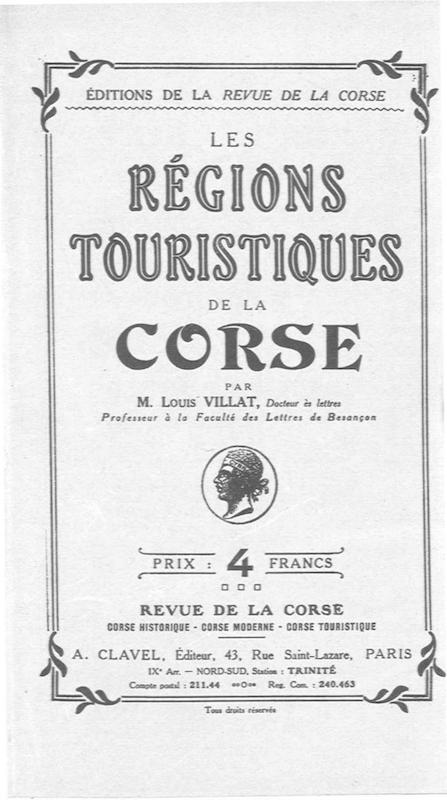 ÉDITIONS DE LA REVUE DE LA CORSE
LES
RÉGIONS
TOURISTIQUES
DE LA
CORSE
PAR
M. LOUIS VILLAT, Docteur ès lettres
Professeur à la Faculté des Lettres de Besançon
PRIX : 4 FRANCS
REVUE DE LA CORSE
CORSE HISTORIQUE - CORSE MODERNE - CORSE TOURISTIQUE
A. CLAVEL, Éditeur, 43, Rue Saint-Lazare, PARIS
IXe Arr. — NORD-SUD, Station : TRINITÉ
Compte postal : 211.44 Reg. Com. : 240.463
Tous droits réservés